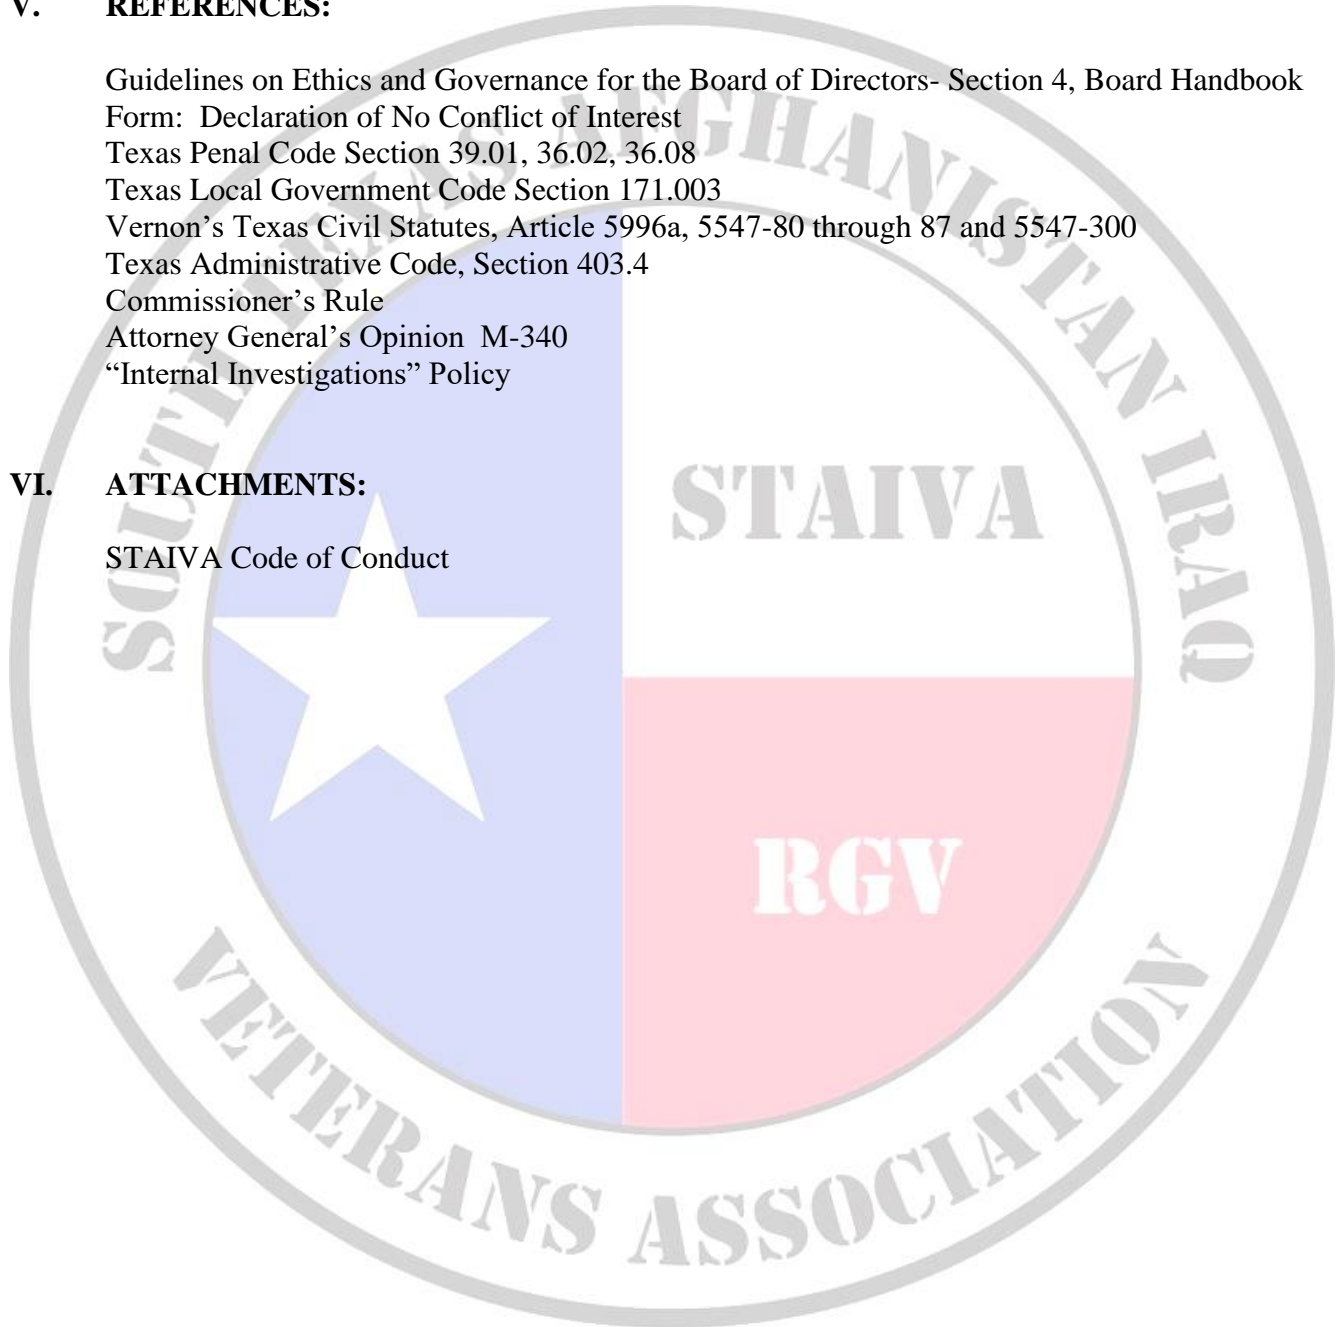 V. REFERENCES:
Guidelines on Ethics and Governance for the Board of Directors- Section 4, Board Handbook
Form:  Declaration of No Conflict of Interest
Texas Penal Code Section 39.01, 36.02, 36.08
Texas Local Government Code Section 171.003
Vernon’s Texas Civil Statutes, Article 5996a, 5547-80 through 87 and 5547-300
Texas Administrative Code, Section 403.4
Commissioner’s Rule
Attorney General’s Opinion  M-340
“Internal Investigations” Policy
VI. ATTACHMENTS:
STAIVA Code of Conduct
SOUTH TEXAS AFGHANISTAN IRAQ
STAIVA
RGV
VETERANS ASSOCIATION